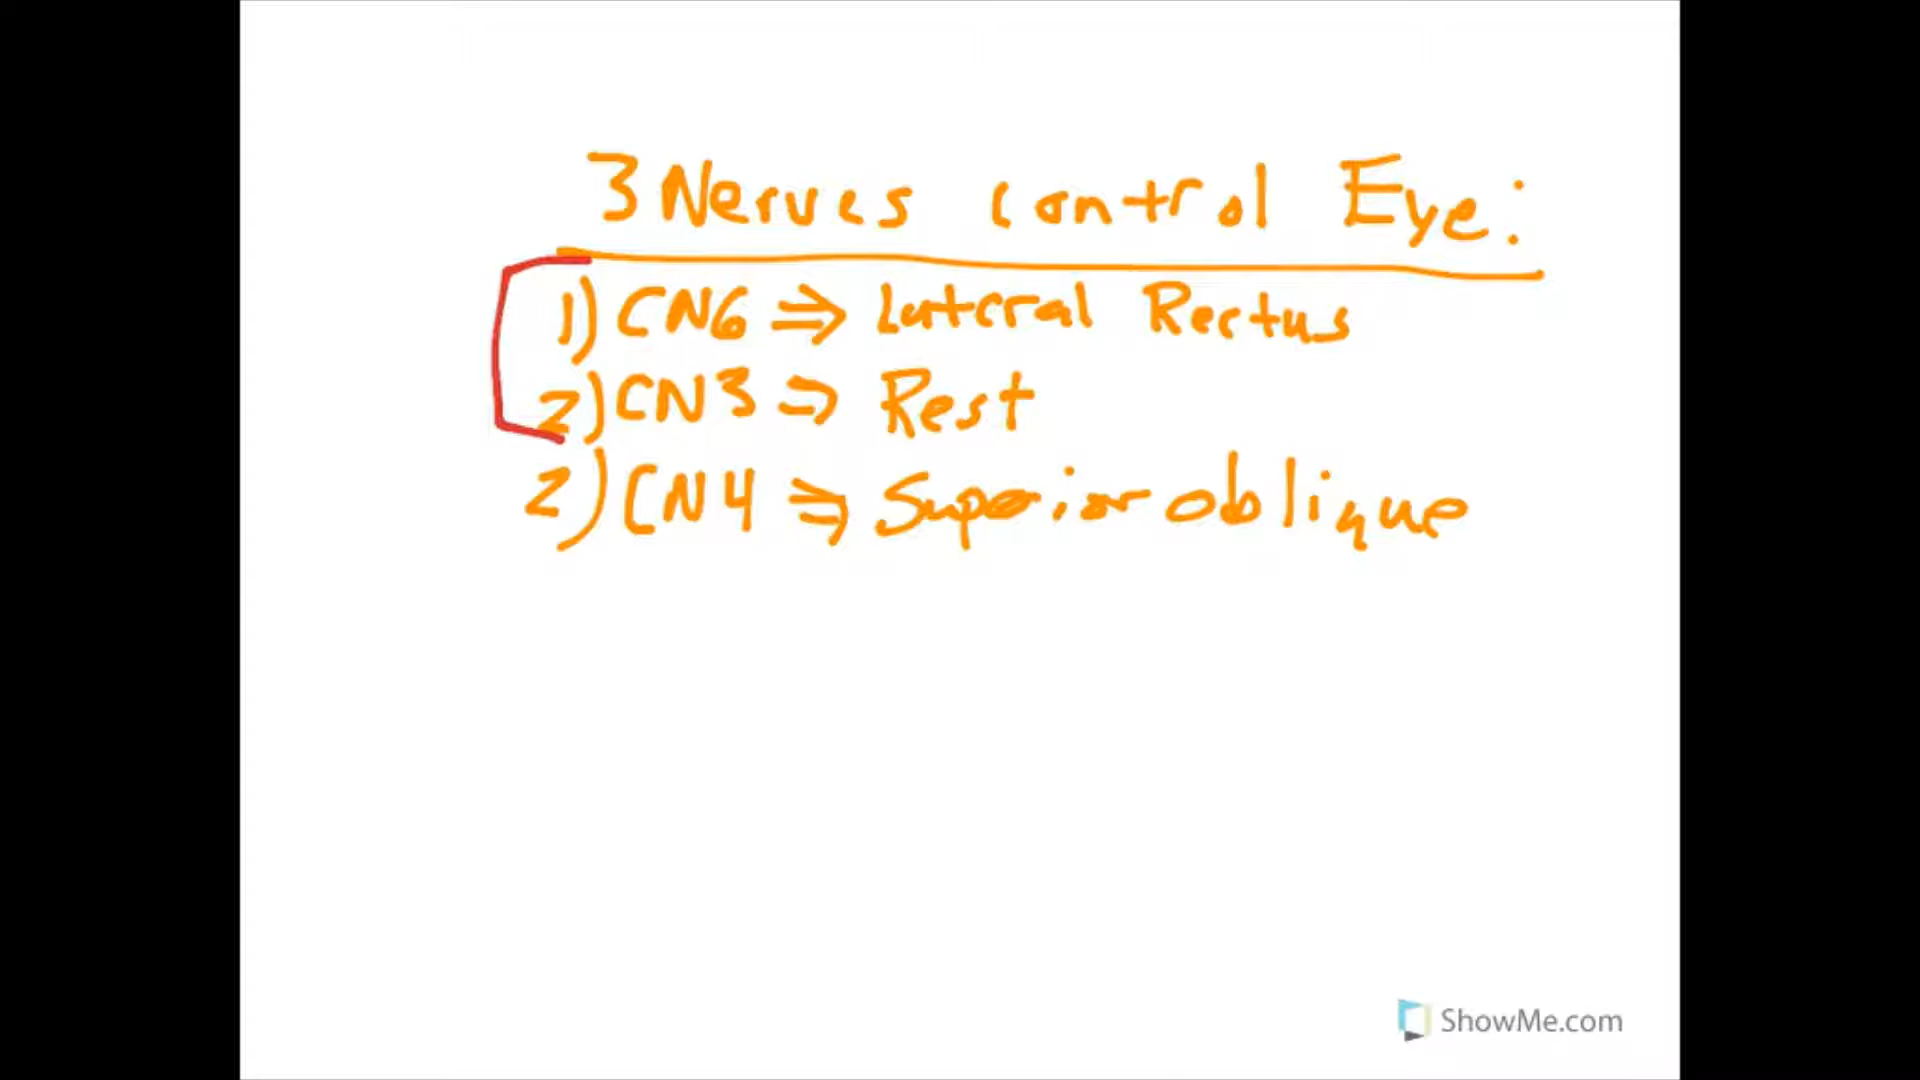 3 Nerves control Eye:
1) CN6 ⇒ Lateral Rectus
2) CN3 ⇒ Rest
2) CN4 ⇒ Superior oblique
ShowMe.com